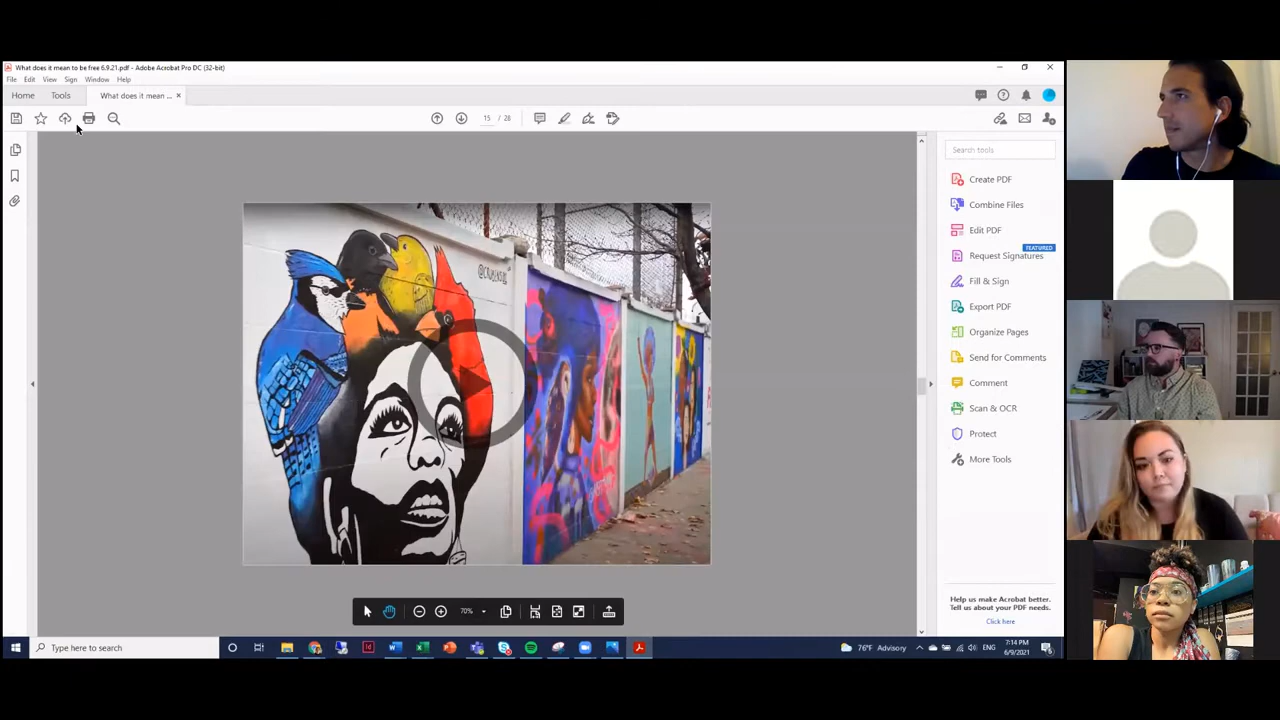 What does it mean to be free 6.9.21.pdf - Adobe Acrobat Pro DC (32-bit)
File Edit View Sign Window Help
Home Tools What does it mean ... ×
15 / 28
Search tools
Create PDF
Combine Files
Edit PDF
FEATURED
Request Signatures
Fill & Sign
Export PDF
Organize Pages
Send for Comments
Comment
Scan & OCR
Protect
More Tools
Help us make Acrobat better.
Tell us about your PDF needs.
Click here
70%
Type here to search
76°F Advisory
ENG
7:14 PM
6/9/2021